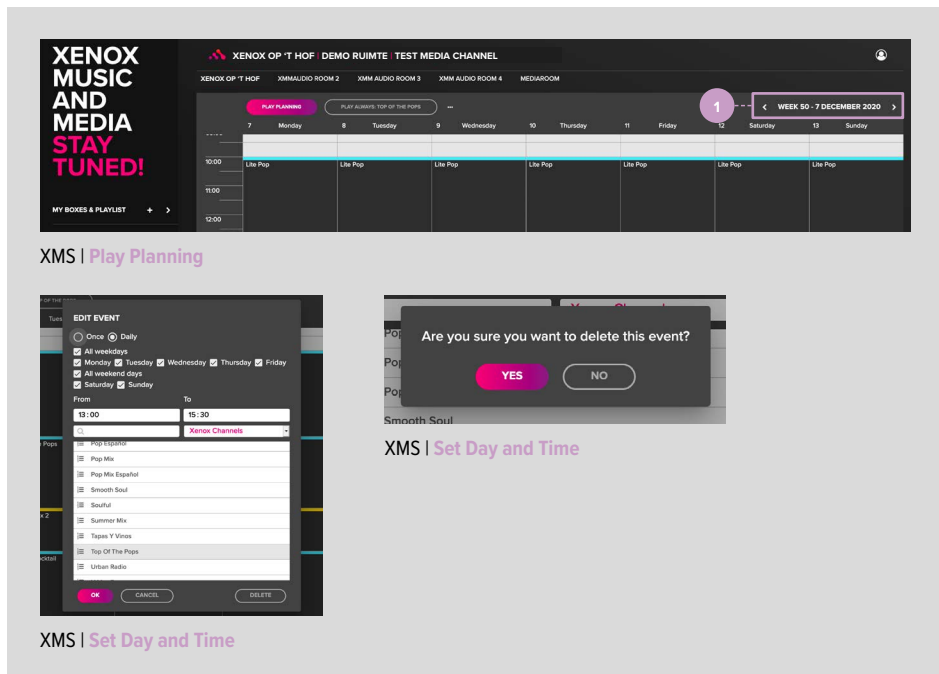 XENOX
MUSIC
AND
MEDIA
STAY
TUNED!
MY BOXES & PLAYLIST + >
XENOX OP 'T HOF | DEMO RUIMTE | TEST MEDIA CHANNEL
XENOX OP 'T HOF XMMAUDIO ROOM 2 XMM AUDIO ROOM 3 XMM AUDIO ROOM 4 MEDIAROOM
PLAY PLANNING PLAY ALWAYS: TOP OF THE POPS ...
1
< WEEK 50 - 7 DECEMBER 2020 >
7 Monday 8 Tuesday 9 Wednesday 10 Thursday 11 Friday 12 Saturday 13 Sunday
10:00 Lite Pop Lite Pop Lite Pop Lite Pop Lite Pop Lite Pop Lite Pop
11:00
12:00
XMS | Play Planning
Tues
Pops
x 2
cktail
EDIT EVENT
Once Daily
All weekdays
Monday Tuesday Wednesday Thursday Friday
All weekend days
Saturday Sunday
From To
13:00 15:30
Xenox Channels
Pop Español
Pop Mix
Pop Mix Español
Smooth Soul
Soulful
Summer Mix
Tapas Y Vinos
Top Of The Pops
Urban Radio
OK CANCEL DELETE
XMS | Set Day and Time
Are you sure you want to delete this event?
YES NO
Pop
Smooth Soul
XMS | Set Day and Time